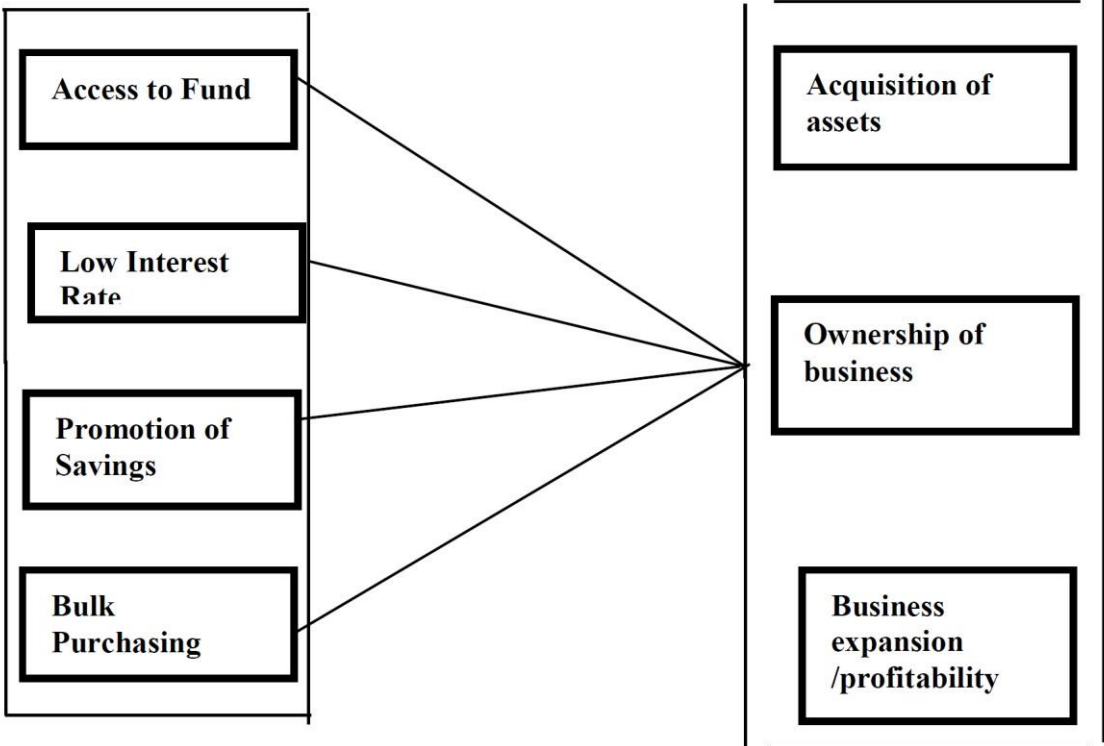 Access to Fund
Low Interest
Rate
Promotion of
Savings
Bulk
Purchasing
Acquisition of
assets
Ownership of
business
Business
expansion
/profitability